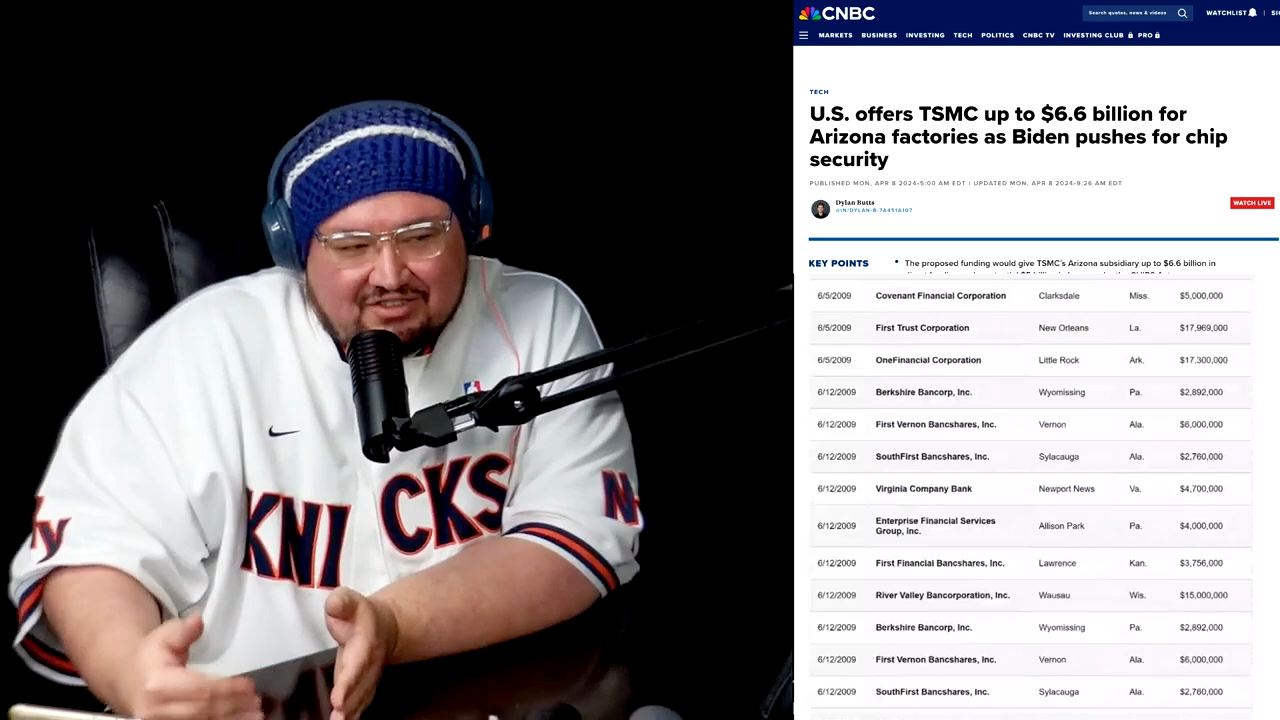 CNBC
Search quotes, news & videos
WATCHLIST
MARKETS BUSINESS INVESTING TECH POLITICS CNBC TV INVESTING CLUB PRO
TECH
U.S. offers TSMC up to $6.6 billion for
Arizona factories as Biden pushes for chip
security
PUBLISHED MON, APR 8 2024•5:00 AM EDT | UPDATED MON, APR 8 2024•9:26 AM EDT
Dylan Butts
@IN/DYLAN-B-7A451A107
WATCH LIVE
KEY POINTS
• The proposed funding would give TSMC's Arizona subsidiary up to $6.6 billion in
6/5/2009 Covenant Financial Corporation Clarksdale Miss. $5,000,000
6/5/2009 First Trust Corporation New Orleans La. $17,969,000
6/5/2009 OneFinancial Corporation Little Rock Ark. $17,300,000
6/12/2009 Berkshire Bancorp, Inc. Wyomissing Pa. $2,892,000
6/12/2009 First Vernon Bancshares, Inc. Vernon Ala. $6,000,000
6/12/2009 SouthFirst Bancshares, Inc. Sylacauga Ala. $2,760,000
6/12/2009 Virginia Company Bank Newport News Va. $4,700,000
6/12/2009 Enterprise Financial Services Allison Park Pa. $4,000,000
Group, Inc.
6/12/2009 First Financial Bancshares, Inc. Lawrence Kan. $3,756,000
6/12/2009 River Valley Bancorporation, Inc. Wausau Wis. $15,000,000
6/12/2009 Berkshire Bancorp, Inc. Wyomissing Pa. $2,892,000
6/12/2009 First Vernon Bancshares, Inc. Vernon Ala. $6,000,000
6/12/2009 SouthFirst Bancshares, Inc. Sylacauga Ala. $2,760,000
KNICKS